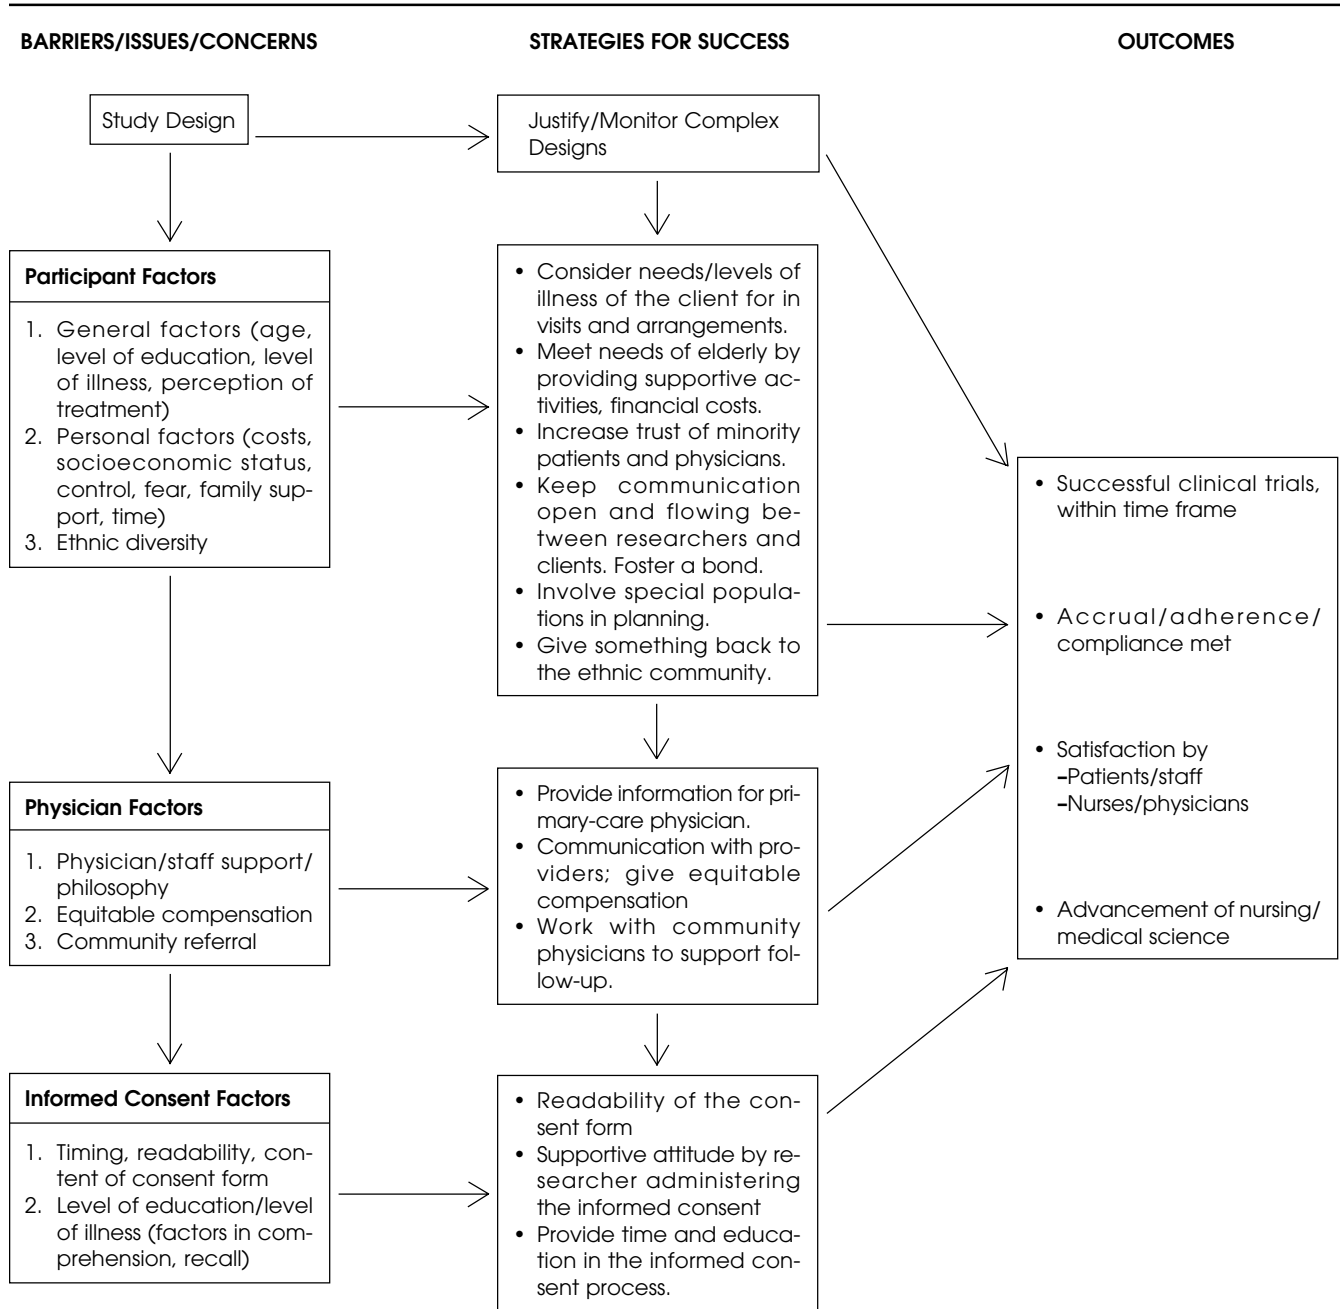 BARRIERS/ISSUES/CONCERNS
STRATEGIES FOR SUCCESS
OUTCOMES
Study Design
Justify/Monitor Complex
Designs
Participant Factors
1. General factors (age,
level of education, level
of illness, perception of
treatment)
2. Personal factors (costs,
socioeconomic status,
control, fear, family sup-
port, time)
3. Ethnic diversity
• Consider needs/levels of
illness of the client for in
visits and arrangements.
• Meet needs of elderly by
providing supportive ac-
tivities, financial costs.
• Increase trust of minority
patients and physicians.
• Keep communication
open and flowing be-
tween researchers and
clients. Foster a bond.
• Involve special popula-
tions in planning.
• Give something back to
the ethnic community.
• Successful clinical trials,
within time frame
• Accrual/adherence/
compliance met
• Satisfaction by
–Patients/staff
–Nurses/physicians
• Advancement of nursing/
medical science
Physician Factors
1. Physician/staff support/
philosophy
2. Equitable compensation
3. Community referral
• Provide information for pri-
mary-care physician.
• Communication with pro-
viders; give equitable
compensation
• Work with community
physicians to support fol-
low-up.
Informed Consent Factors
1. Timing, readability, con-
tent of consent form
2. Level of education/level
of illness (factors in com-
prehension, recall)
• Readability of the con-
sent form
• Supportive attitude by re-
searcher administering
the informed consent
• Provide time and educa-
tion in the informed con-
sent process.